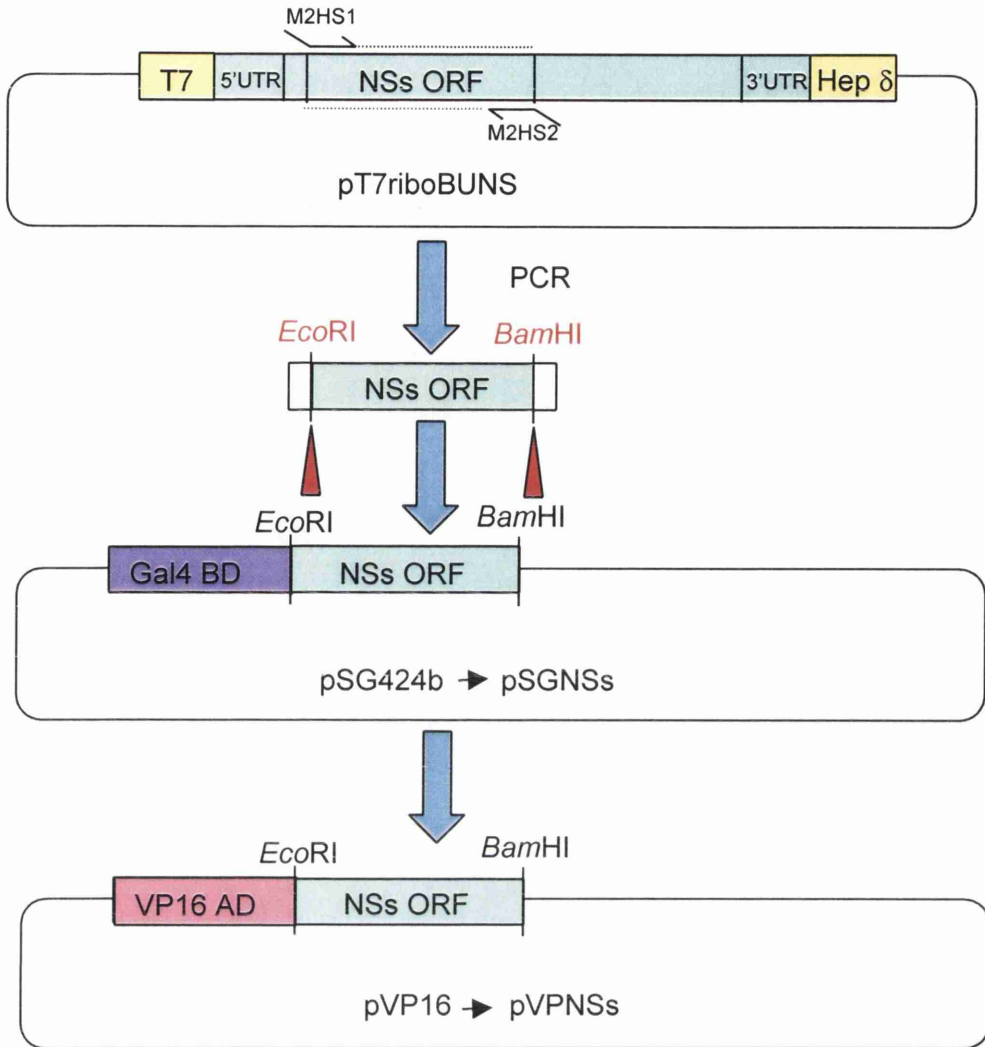 M2HS1
T7 5'UTR NSs ORF 3'UTR Hep δ
M2HS2
pT7riboBUNS
PCR
EcoRI BamHI
NSs ORF
EcoRI BamHI
Gal4 BD NSs ORF
pSG424b → pSGNSs
EcoRI BamHI
VP16 AD NSs ORF
pVP16 → pVPNSs